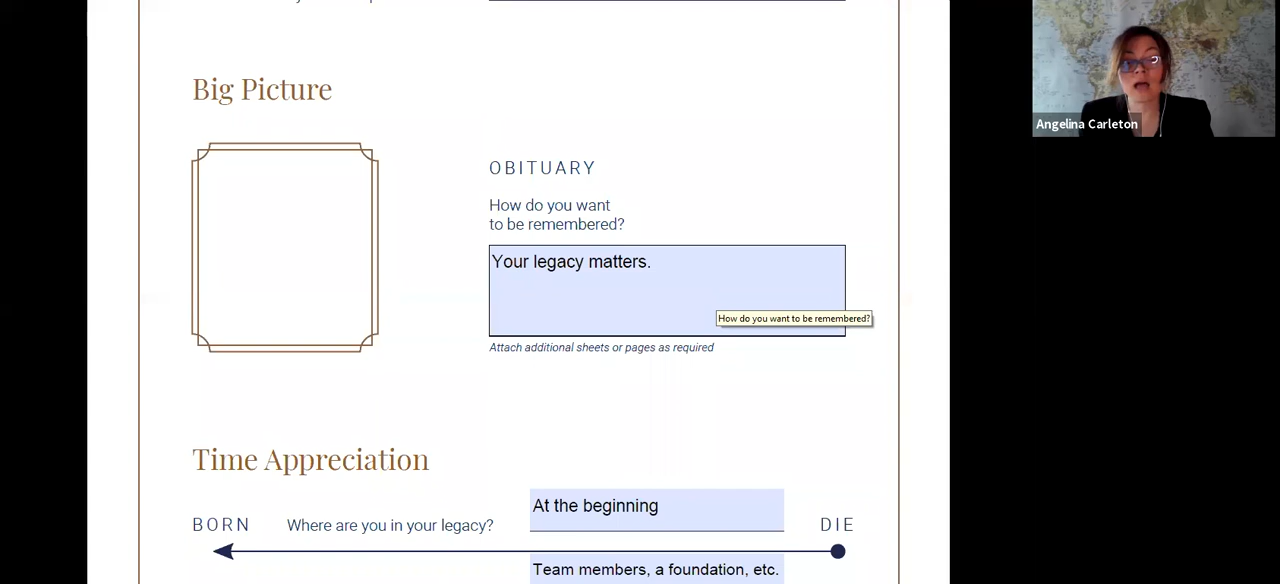 Big Picture
OBITUARY
How do you want
to be remembered?
Your legacy matters.
How do you want to be remembered?
Attach additional sheets or pages as required
Time Appreciation
At the beginning
BORN Where are you in your legacy? DIE
Team members, a foundation, etc.
Angelina Carleton